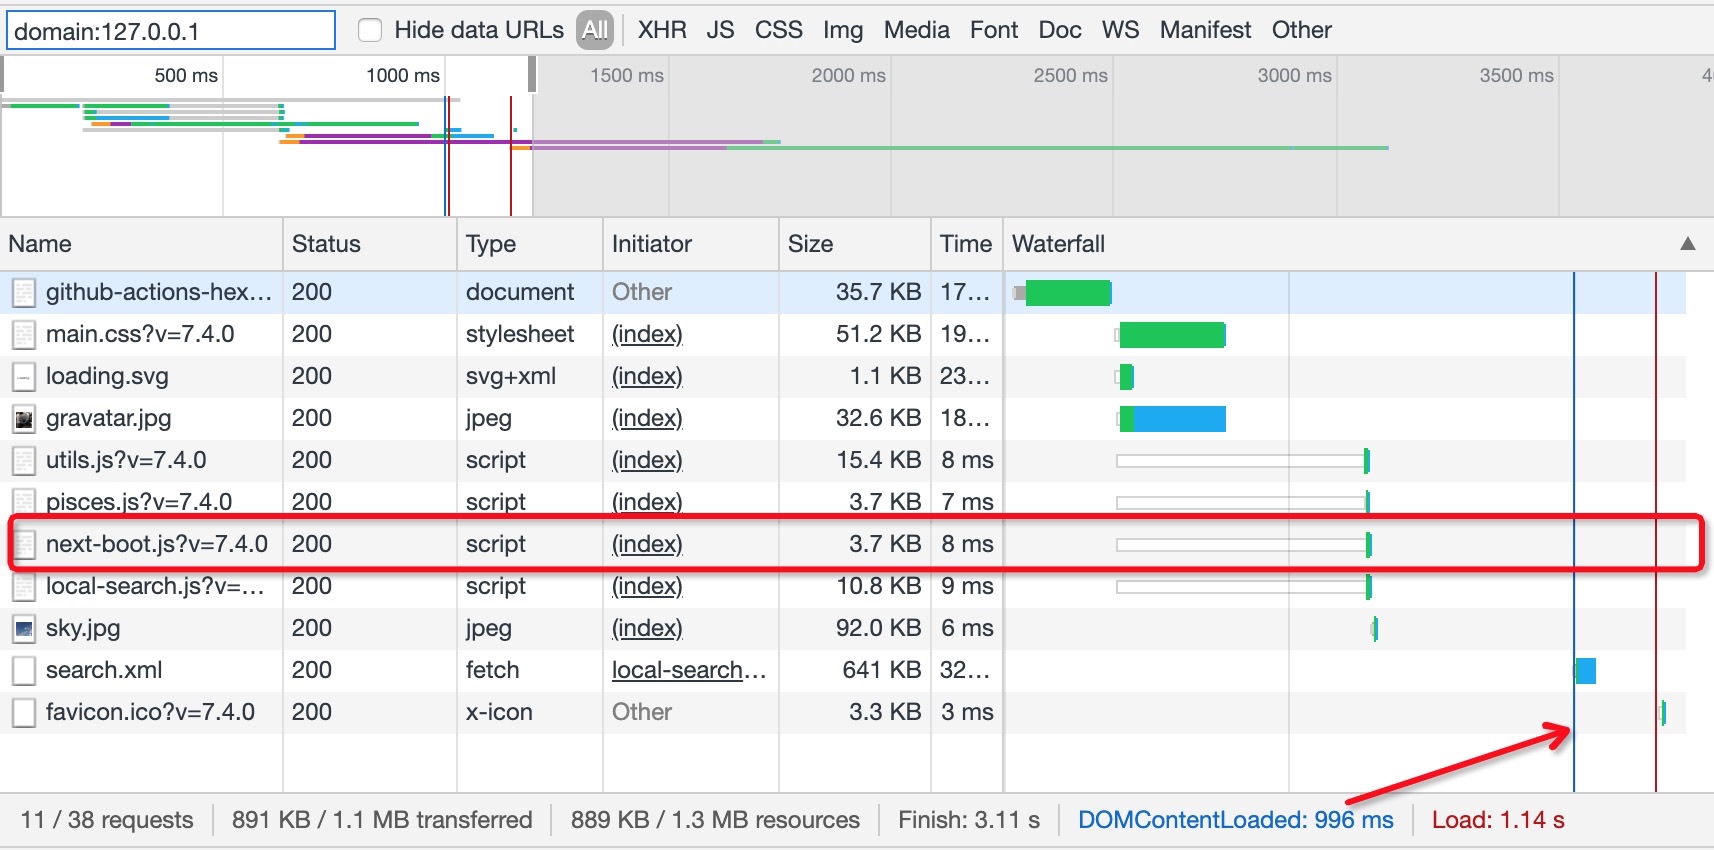 domain:127.0.0.1 Hide data URLs All XHR JS CSS Img Media Font Doc WS Manifest Other
500 ms 1000 ms 1500 ms 2000 ms 2500 ms 3000 ms 3500 ms
Name Status Type Initiator Size Time Waterfall ▲
github-actions-hex… 200 document Other 35.7 KB 17…
main.css?v=7.4.0 200 stylesheet (index) 51.2 KB 19…
loading.svg 200 svg+xml (index) 1.1 KB 23…
gravatar.jpg 200 jpeg (index) 32.6 KB 18…
utils.js?v=7.4.0 200 script (index) 15.4 KB 8 ms
pisces.js?v=7.4.0 200 script (index) 3.7 KB 7 ms
next-boot.js?v=7.4.0 200 script (index) 3.7 KB 8 ms
local-search.js?v=… 200 script (index) 10.8 KB 9 ms
sky.jpg 200 jpeg (index) 92.0 KB 6 ms
search.xml 200 fetch local-search… 641 KB 32…
favicon.ico?v=7.4.0 200 x-icon Other 3.3 KB 3 ms
11 / 38 requests 891 KB / 1.1 MB transferred 889 KB / 1.3 MB resources Finish: 3.11 s DOMContentLoaded: 996 ms Load: 1.14 s